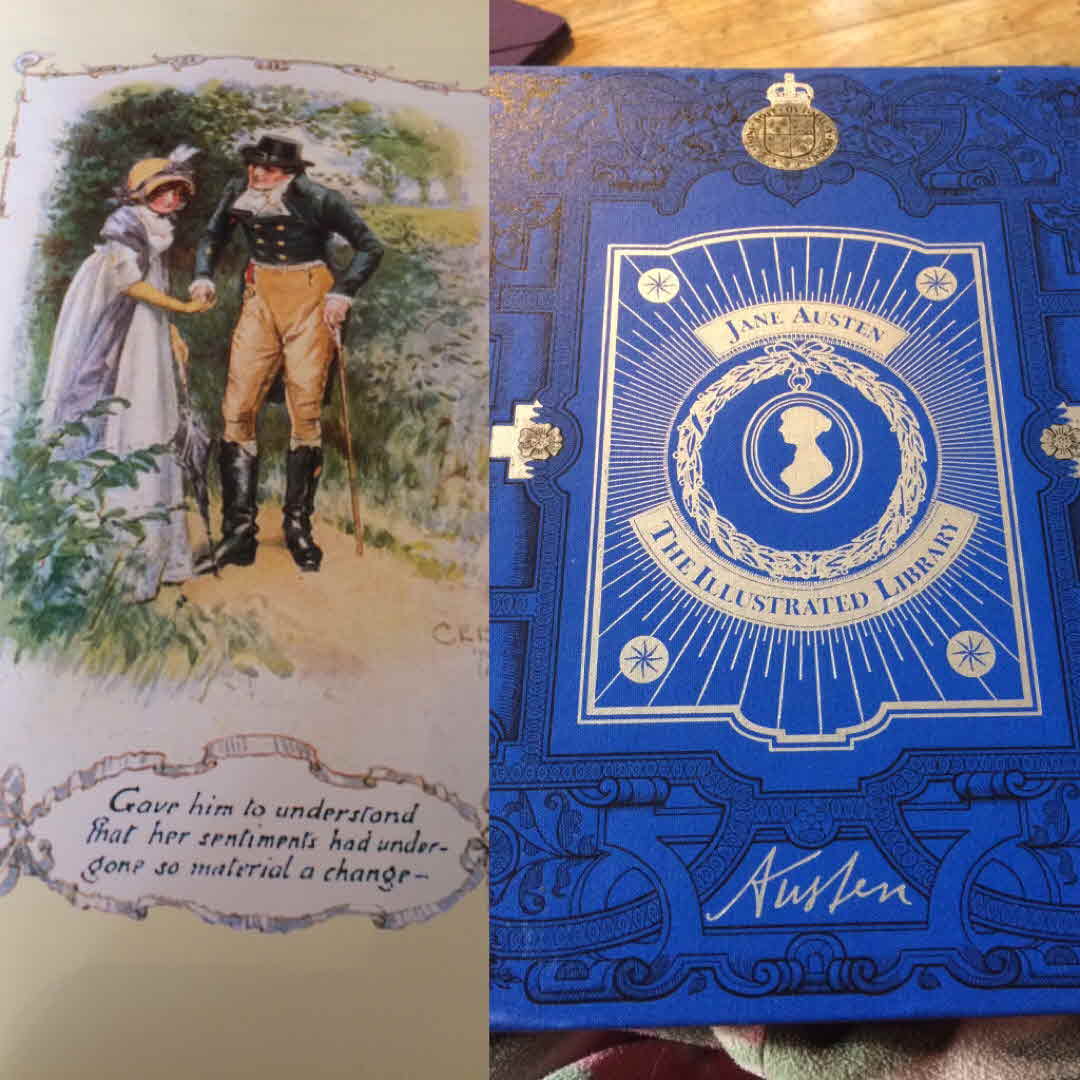 Gave him to understand
that her sentiments had under-
gone so material a change—
JANE AUSTEN
THE ILLUSTRATED LIBRARY
Austen